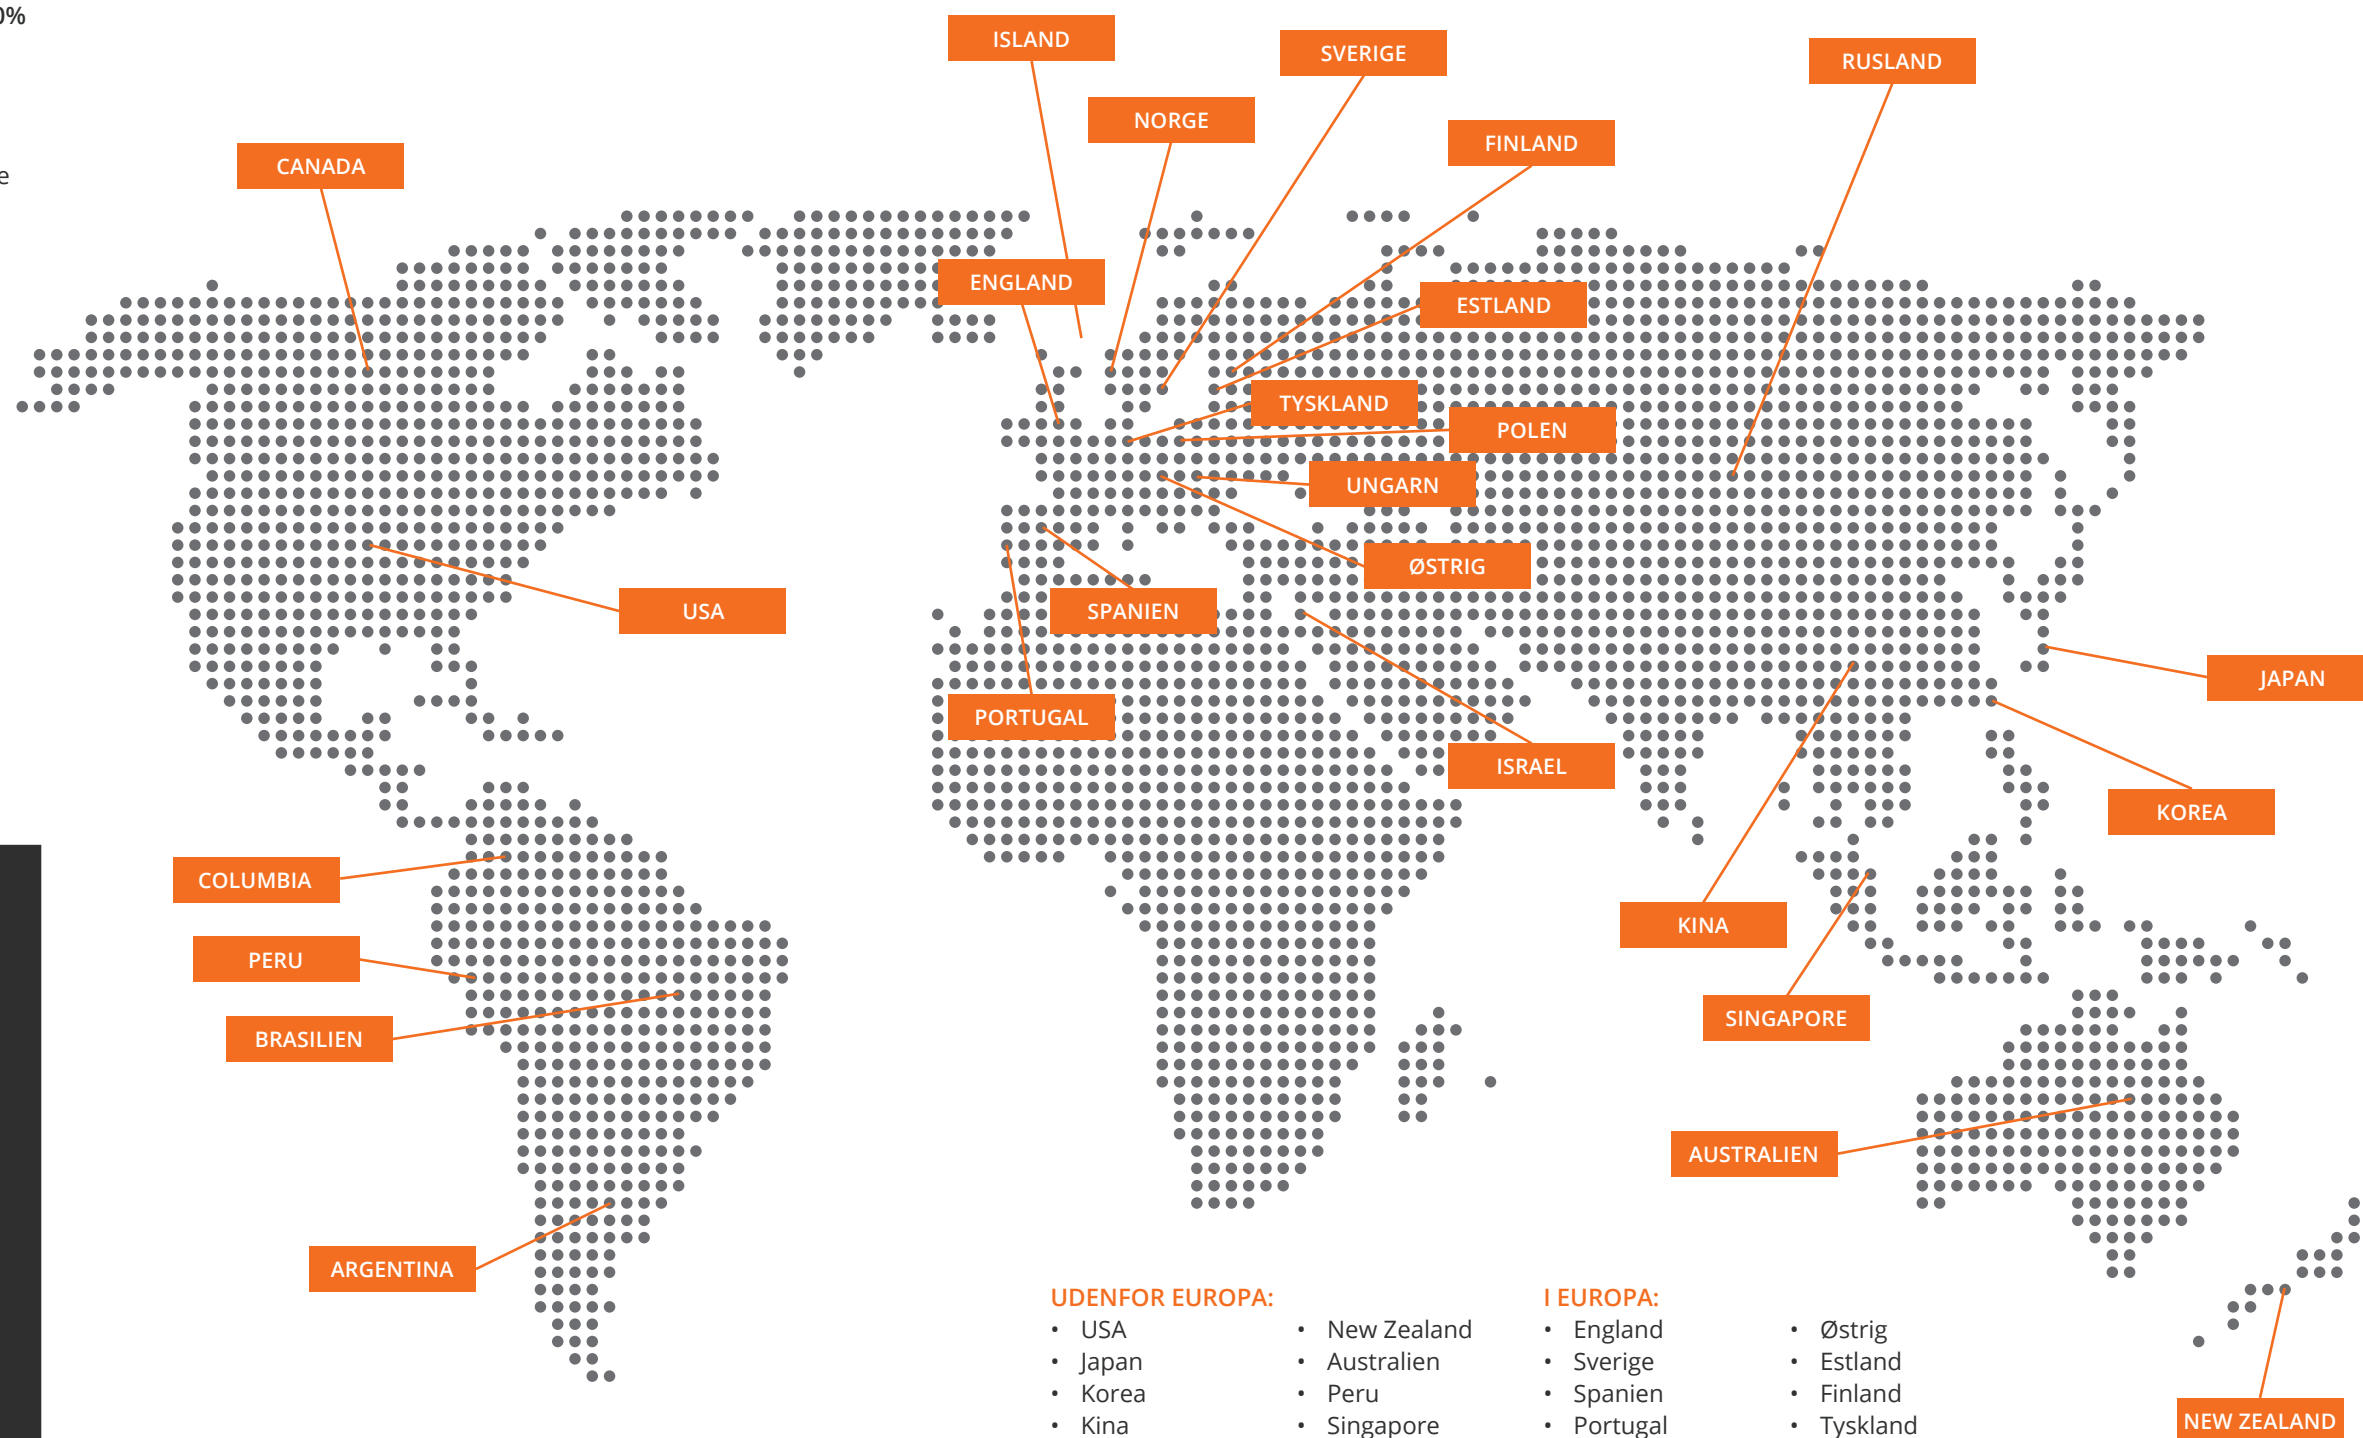 0%
e
ISLAND
SVERIGE
RUSLAND
NORGE
FINLAND
CANADA
ENGLAND
ESTLAND
TYSKLAND
POLEN
UNGARN
ØSTRIG
USA
SPANIEN
JAPAN
PORTUGAL
ISRAEL
KOREA
COLUMBIA
KINA
PERU
SINGAPORE
BRASILIEN
AUSTRALIEN
ARGENTINA
NEW ZEALAND
UDENFOR EUROPA:
• USA
• Japan
• Korea
• Kina
• New Zealand
• Australien
• Peru
• Singapore
I EUROPA:
• England
• Sverige
• Spanien
• Portugal
• Østrig
• Estland
• Finland
• Tyskland